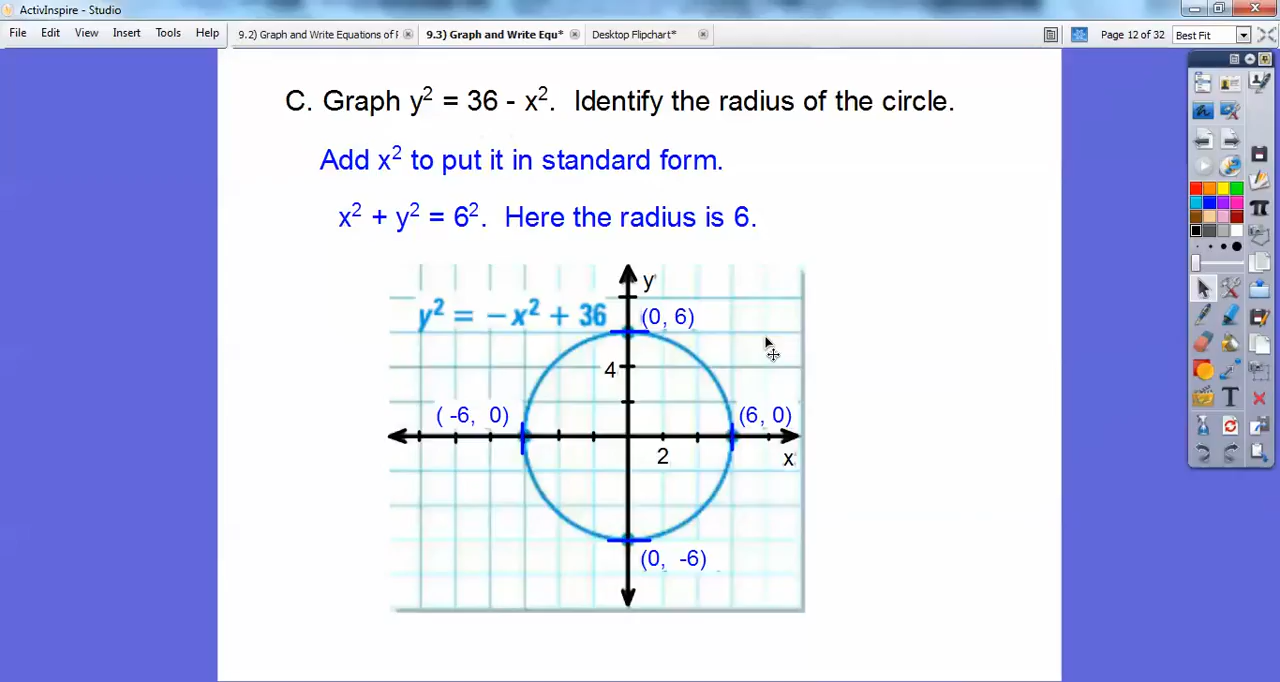 ActivInspire - Studio
File Edit View Insert Tools Help
9.2) Graph and Write Equations of F
9.3) Graph and Write Equ*
Desktop Flipchart*
Page 12 of 32
Best Fit
C. Graph y² = 36 - x². Identify the radius of the circle.
Add x² to put it in standard form.
x² + y² = 6². Here the radius is 6.
y
y² = −x² + 36
(0, 6)
4
( -6, 0)
(6, 0)
2
x
(0, -6)